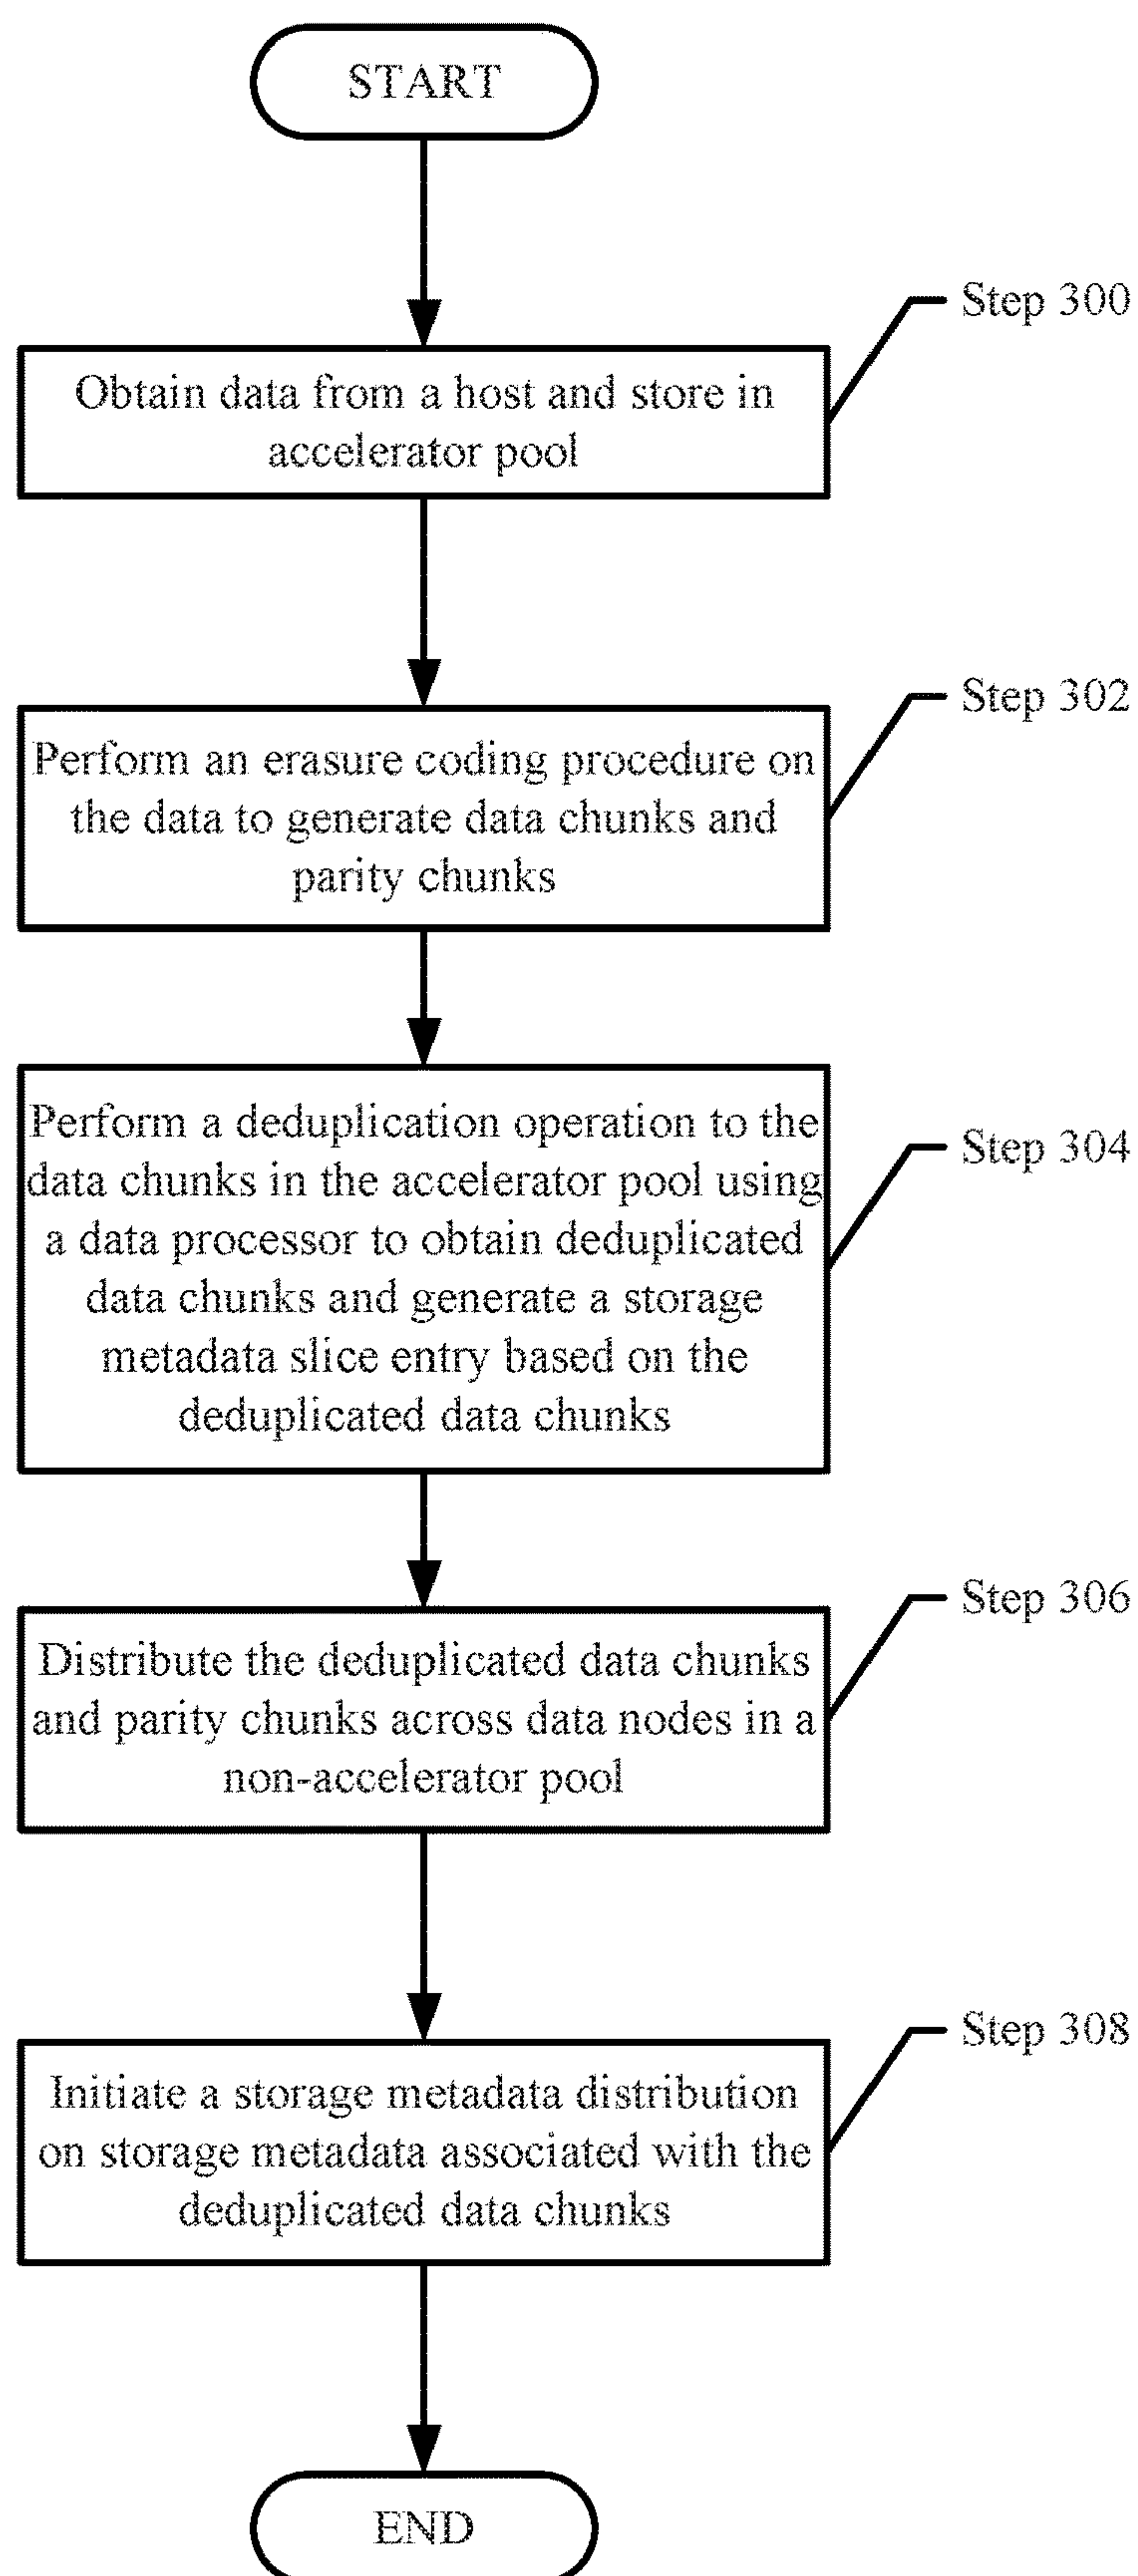 START
Step 300
Obtain data from a host and store in
accelerator pool
Step 302
Perform an erasure coding procedure on
the data to generate data chunks and
parity chunks
Step 304
Perform a deduplication operation to the
data chunks in the accelerator pool using
a data processor to obtain deduplicated
data chunks and generate a storage
metadata slice entry based on the
deduplicated data chunks
Step 306
Distribute the deduplicated data chunks
and parity chunks across data nodes in a
non-accelerator pool
Step 308
Initiate a storage metadata distribution
on storage metadata associated with the
deduplicated data chunks
END